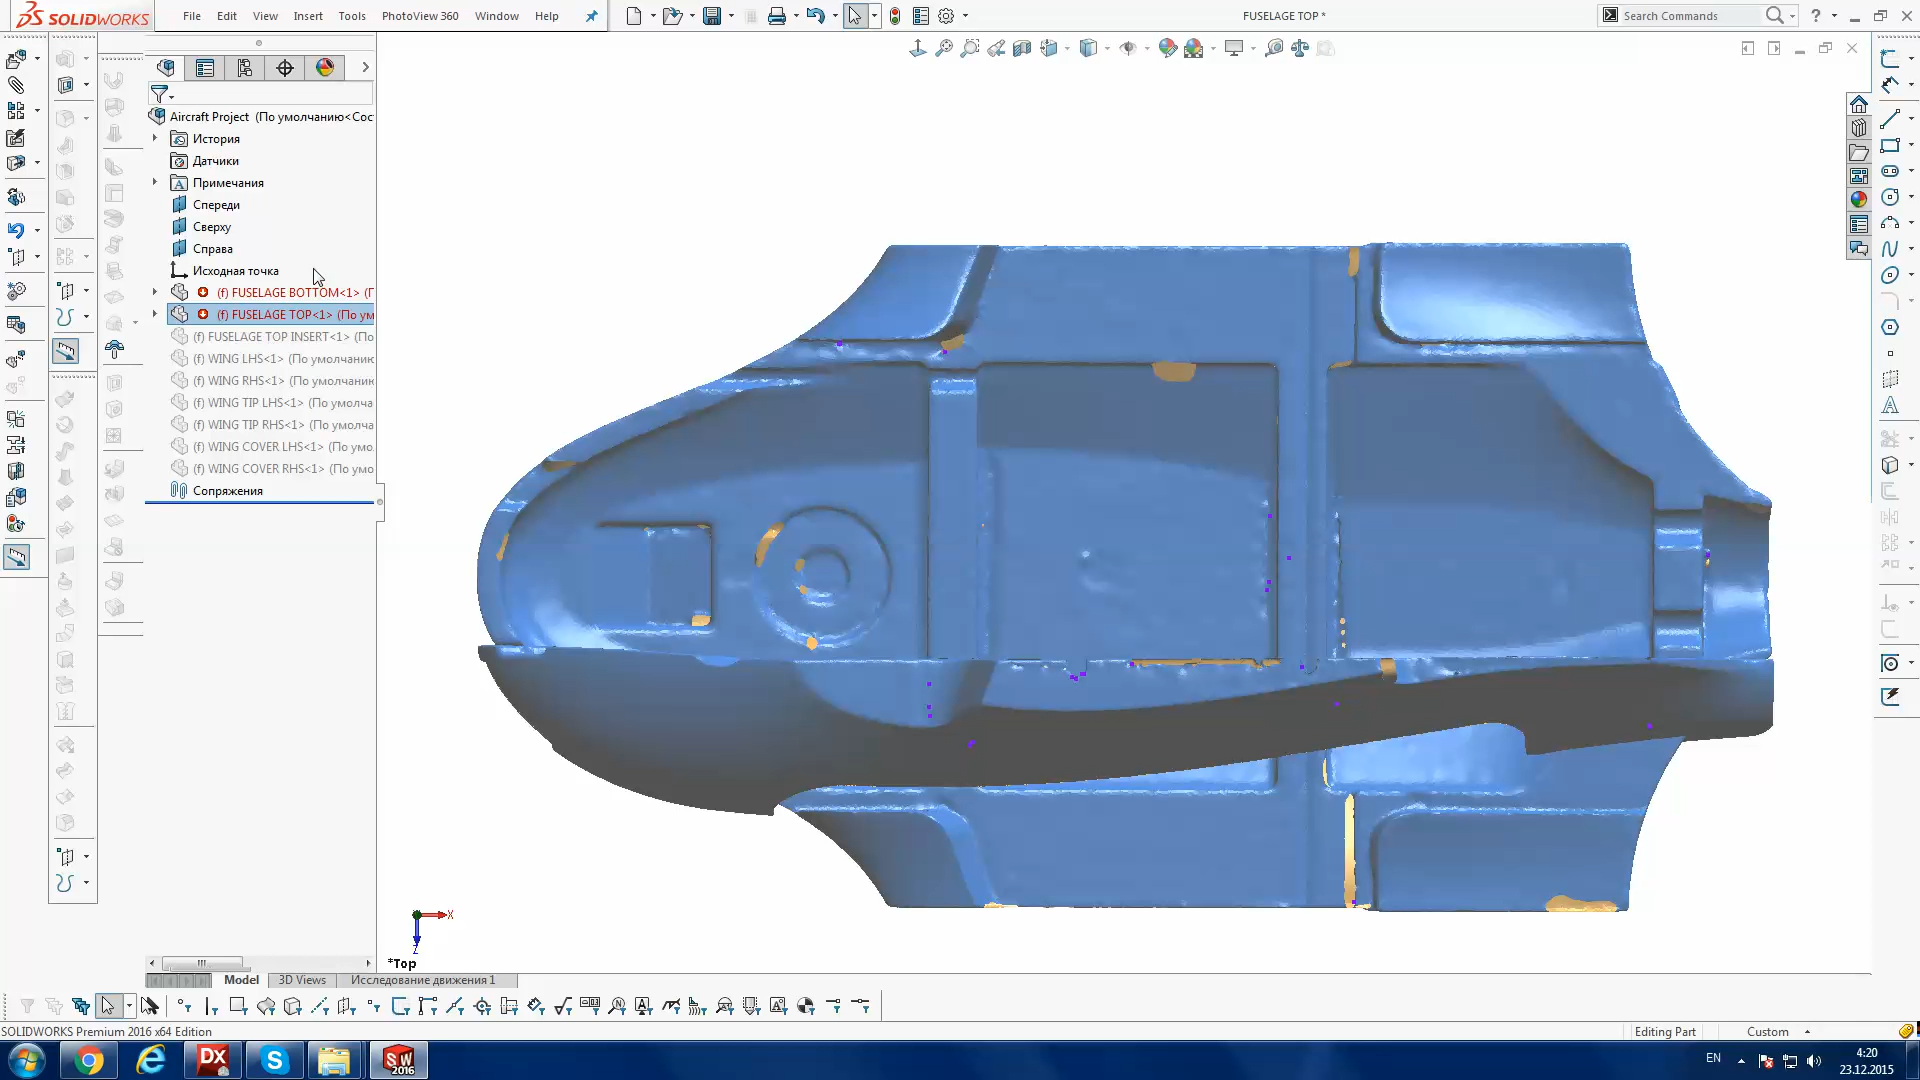 SOLIDWORKS File Edit View Insert Tools PhotoView 360 Window Help FUSELAGE TOP * Search Commands ?
Aircraft Project (По умолчанию<Сос
История
Датчики
Примечания
Спереди
Сверху
Справа
Исходная точка
(f) FUSELAGE BOTTOM<1> (П
(f) FUSELAGE TOP<1> (По ум
(f) FUSELAGE TOP INSERT<1> (По
(f) WING LHS<1> (По умолчанию
(f) WING RHS<1> (По умолчанию
(f) WING TIP LHS<1> (По умолча
(f) WING TIP RHS<1> (По умолча
(f) WING COVER LHS<1> (По умо
(f) WING COVER RHS<1> (По умо
Сопряжения
X
Z
*Top
Model 3D Views Исследование движения 1
SOLIDWORKS Premium 2016 x64 Edition Editing Part Custom
DX S SW 2016 EN 4:20
23.12.2015